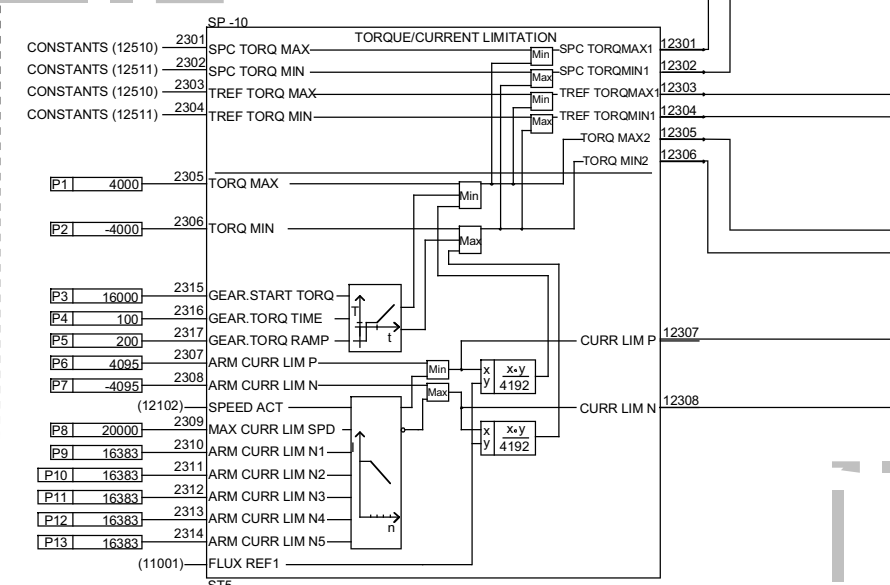 SP -10
TORQUE/CURRENT LIMITATION
CONSTANTS (12510) 2301 SPC TORQ MAX Min SPC TORQMAX1 12301
CONSTANTS (12511) 2302 SPC TORQ MIN Max SPC TORQMIN1 12302
CONSTANTS (12510) 2303 TREF TORQ MAX Min TREF TORQMAX1 12303
CONSTANTS (12511) 2304 TREF TORQ MIN Max TREF TORQMIN1 12304
TORQ MAX2 12305
TORQ MIN2 12306
P1 4000 2305 TORQ MAX Min
P2 -4000 2306 TORQ MIN Max
P3 16000 2315 GEAR.START TORQ
P4 100 2316 GEAR.TORQ TIME T
P5 200 2317 GEAR.TORQ RAMP t CURR LIM P 12307
P6 4095 2307 ARM CURR LIM P Min x y x•y 4192
P7 -4095 2308 ARM CURR LIM N Max
(12102) SPEED ACT CURR LIM N 12308
P8 20000 2309 MAX CURR LIM SPD x y x•y 4192
P9 16383 2310 ARM CURR LIM N1 I
P10 16383 2311 ARM CURR LIM N2
P11 16383 2312 ARM CURR LIM N3
P12 16383 2313 ARM CURR LIM N4
P13 16383 2314 ARM CURR LIM N5 n
(11001) FLUX REF1
ST5